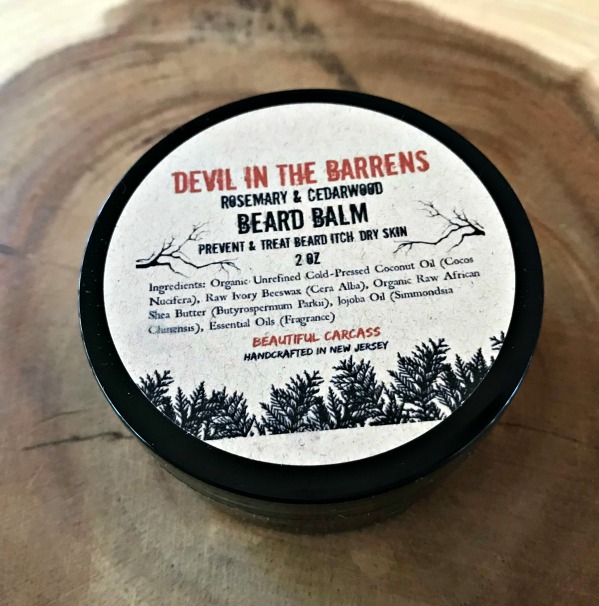 DEVIL IN THE BARRENS
ROSEMARY & CEDARWOOD
BEARD BALM
PREVENT & TREAT BEARD ITCH DRY SKIN
2 OZ
Ingredients: Organic Unrefined Cold-Pressed Coconut Oil (Cocos
Nucifera), Raw Ivory Beeswax (Cera Alba), Organic Raw African
Shea Butter (Butyrospermum Parkii), Jojoba Oil (Simmondsia
Chinensis), Essential Oils (Fragrance)
BEAUTIFUL CARCASS
HANDCRAFTED IN NEW JERSEY